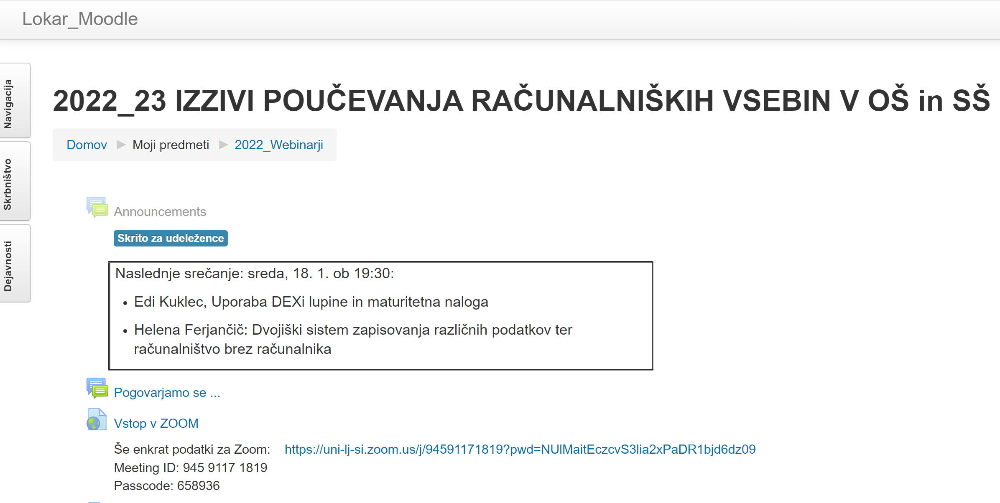 Lokar_Moodle
Navigacija
Skrbništvo
Dejavnosti
2022_23 IZZIVI POUČEVANJA RAČUNALNIŠKIH VSEBIN V OŠ in SŠ
Domov ▶ Moji predmeti ▶ 2022_Webinarji
Announcements
Skrito za udeležence
Naslednje srečanje: sreda, 18. 1. ob 19:30:
• Edi Kuklec, Uporaba DEXi lupine in maturitetna naloga
• Helena Ferjančič: Dvojiški sistem zapisovanja različnih podatkov ter
računalništvo brez računalnika
Pogovarjamo se ...
Vstop v ZOOM
Še enkrat podatki za Zoom: https://uni-lj-si.zoom.us/j/94591171819?pwd=NUlMaitEczcvS3lia2xPaDR1bjd6dz09
Meeting ID: 945 9117 1819
Passcode: 658936